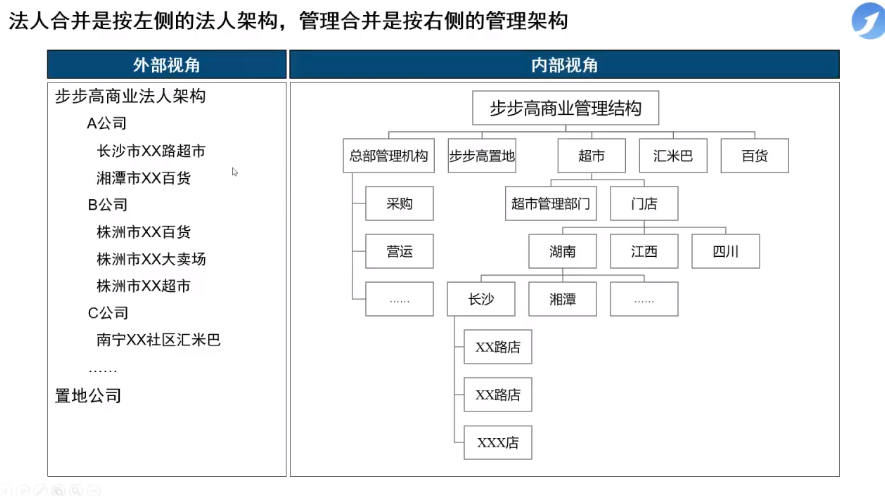 法人合并是按左侧的法人架构，管理合并是按右侧的管理架构
外部视角
内部视角
步步高商业法人架构
A公司
长沙市XX路超市
湘潭市XX百货
B公司
株洲市XX百货
株洲市XX大卖场
株洲市XX超市
C公司
南宁XX社区汇米巴
……
置地公司
步步高商业管理结构
总部管理机构
步步高置地
超市
汇米巴
百货
采购
超市管理部门
门店
营运
湖南
江西
四川
……
长沙
湘潭
……
XX路店
XX路店
XXX店